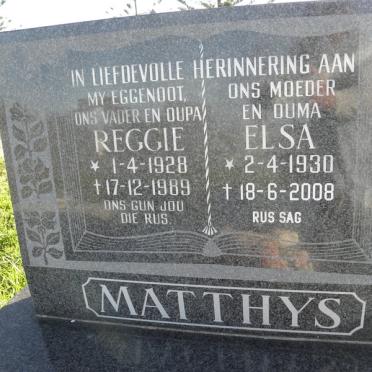 IN LIEFDEVOLLE HERINNERING AAN
MY EGGENOOT,
ONS VADER EN OUPA
REGGIE
* 1-4-1928
† 17-12-1989
ONS GUN JOU
DIE RUS.
ONS MOEDER
EN OUMA
ELSA
* 2-4-1930
† 18-6-2008
RUS SAG
MATTHYS